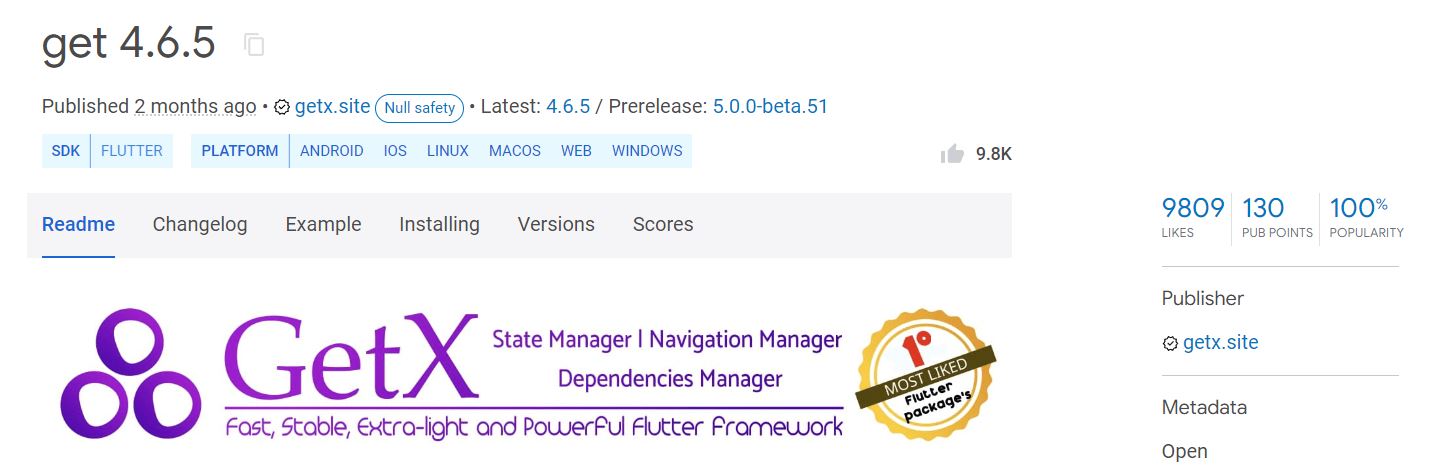 get 4.6.5
Published 2 months ago • getx.site Null safety • Latest: 4.6.5 / Prerelease: 5.0.0-beta.51
SDK FLUTTER PLATFORM ANDROID IOS LINUX MACOS WEB WINDOWS
9.8K
Readme Changelog Example Installing Versions Scores
GetX
State Manager | Navigation Manager
Dependencies Manager
Fast, Stable, Extra-light and Powerful Flutter Framework
1º
MOST LIKED
Flutter
package's
9809 130 100%
LIKES PUB POINTS POPULARITY
Publisher
getx.site
Metadata
Open